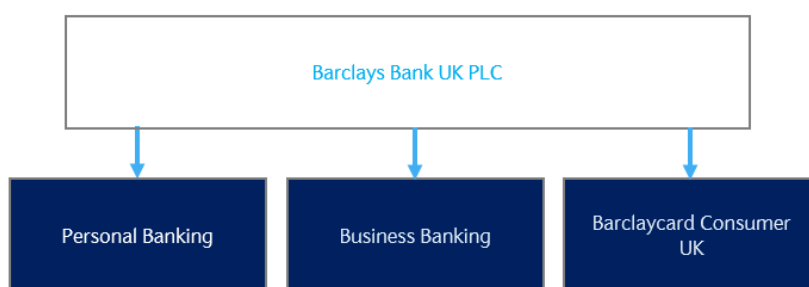 Barclays Bank UK PLC
Personal Banking
Business Banking
Barclaycard Consumer
UK